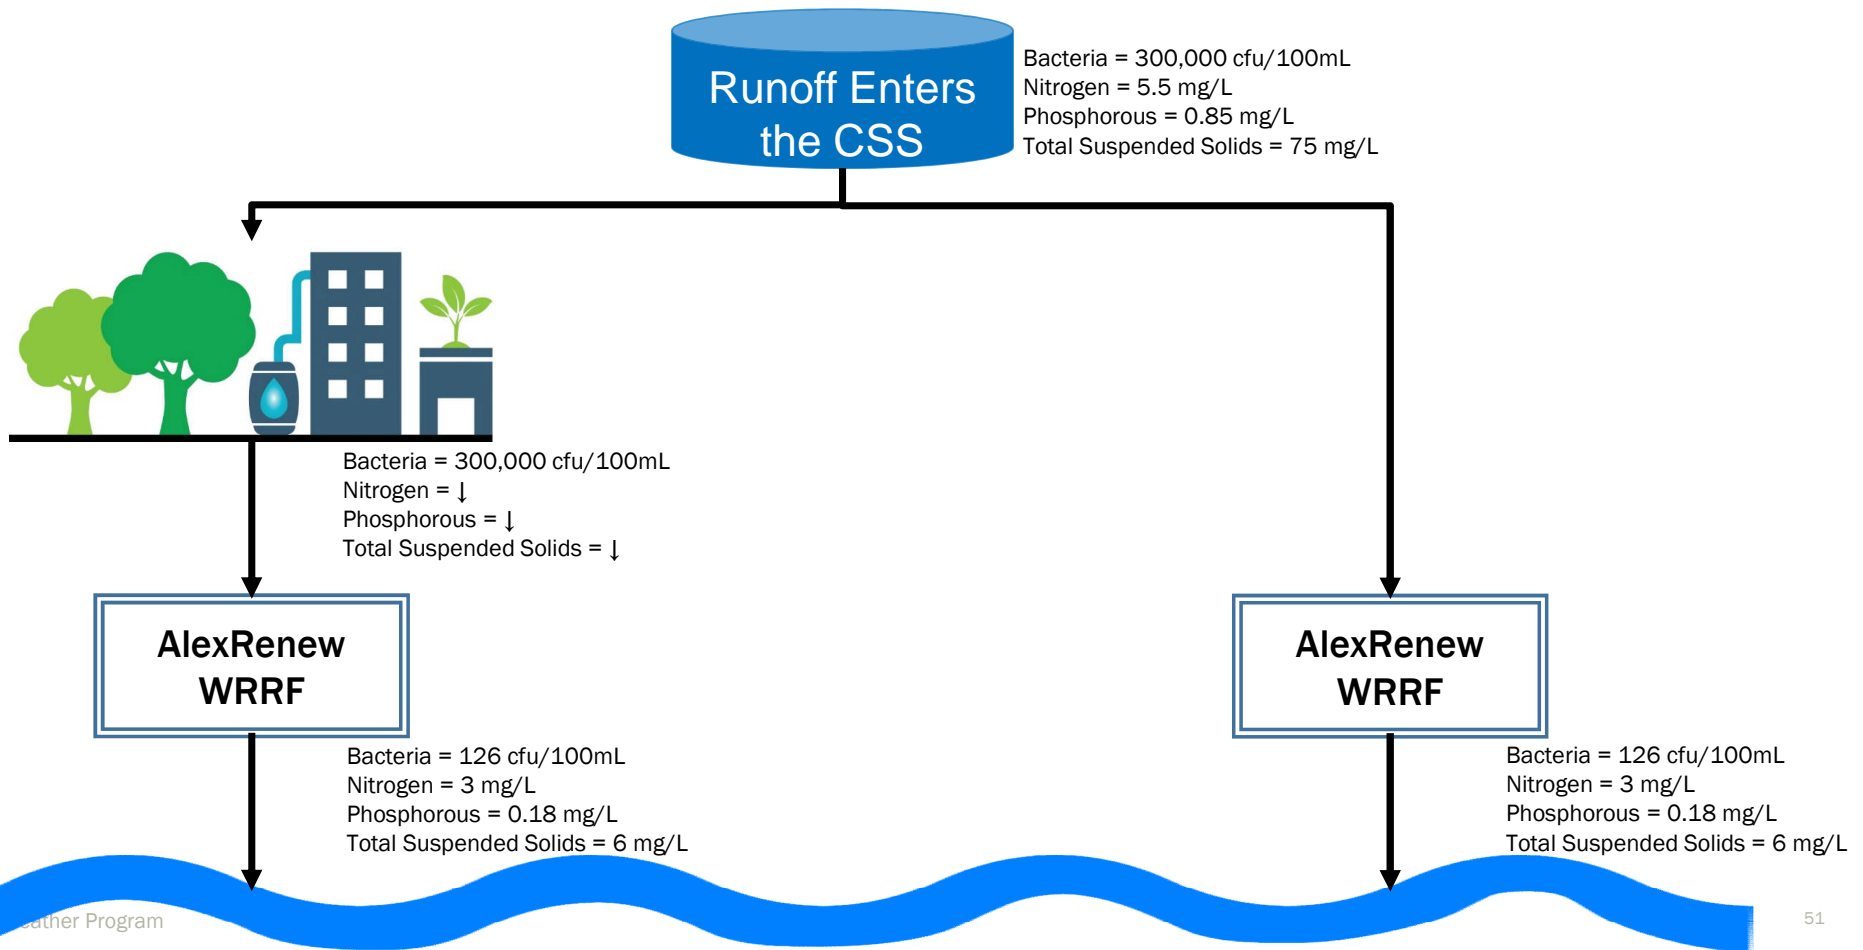 Runoff Enters
the CSS
Bacteria = 300,000 cfu/100mL
Nitrogen = 5.5 mg/L
Phosphorous = 0.85 mg/L
Total Suspended Solids = 75 mg/L
Bacteria = 300,000 cfu/100mL
Nitrogen = ↓
Phosphorous = ↓
Total Suspended Solids = ↓
AlexRenew
WRRF
AlexRenew
WRRF
Bacteria = 126 cfu/100mL
Nitrogen = 3 mg/L
Phosphorous = 0.18 mg/L
Total Suspended Solids = 6 mg/L
Bacteria = 126 cfu/100mL
Nitrogen = 3 mg/L
Phosphorous = 0.18 mg/L
Total Suspended Solids = 6 mg/L
Program
51